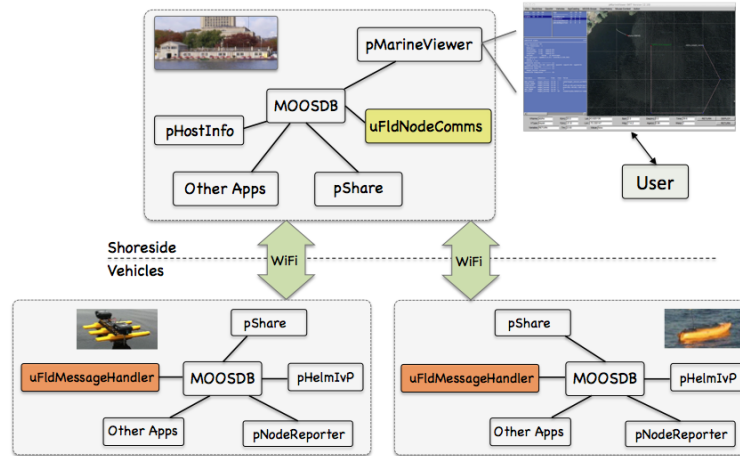 pMarineViewer
MOOSDB
pHostInfo
uFldNodeComms
Other Apps
pShare
User
Shoreside
Vehicles
WiFi
WiFi
pShare
uFldMessageHandler
MOOSDB
pHelmIvP
Other Apps
pNodeReporter
pShare
uFldMessageHandler
MOOSDB
pHelmIvP
Other Apps
pNodeReporter